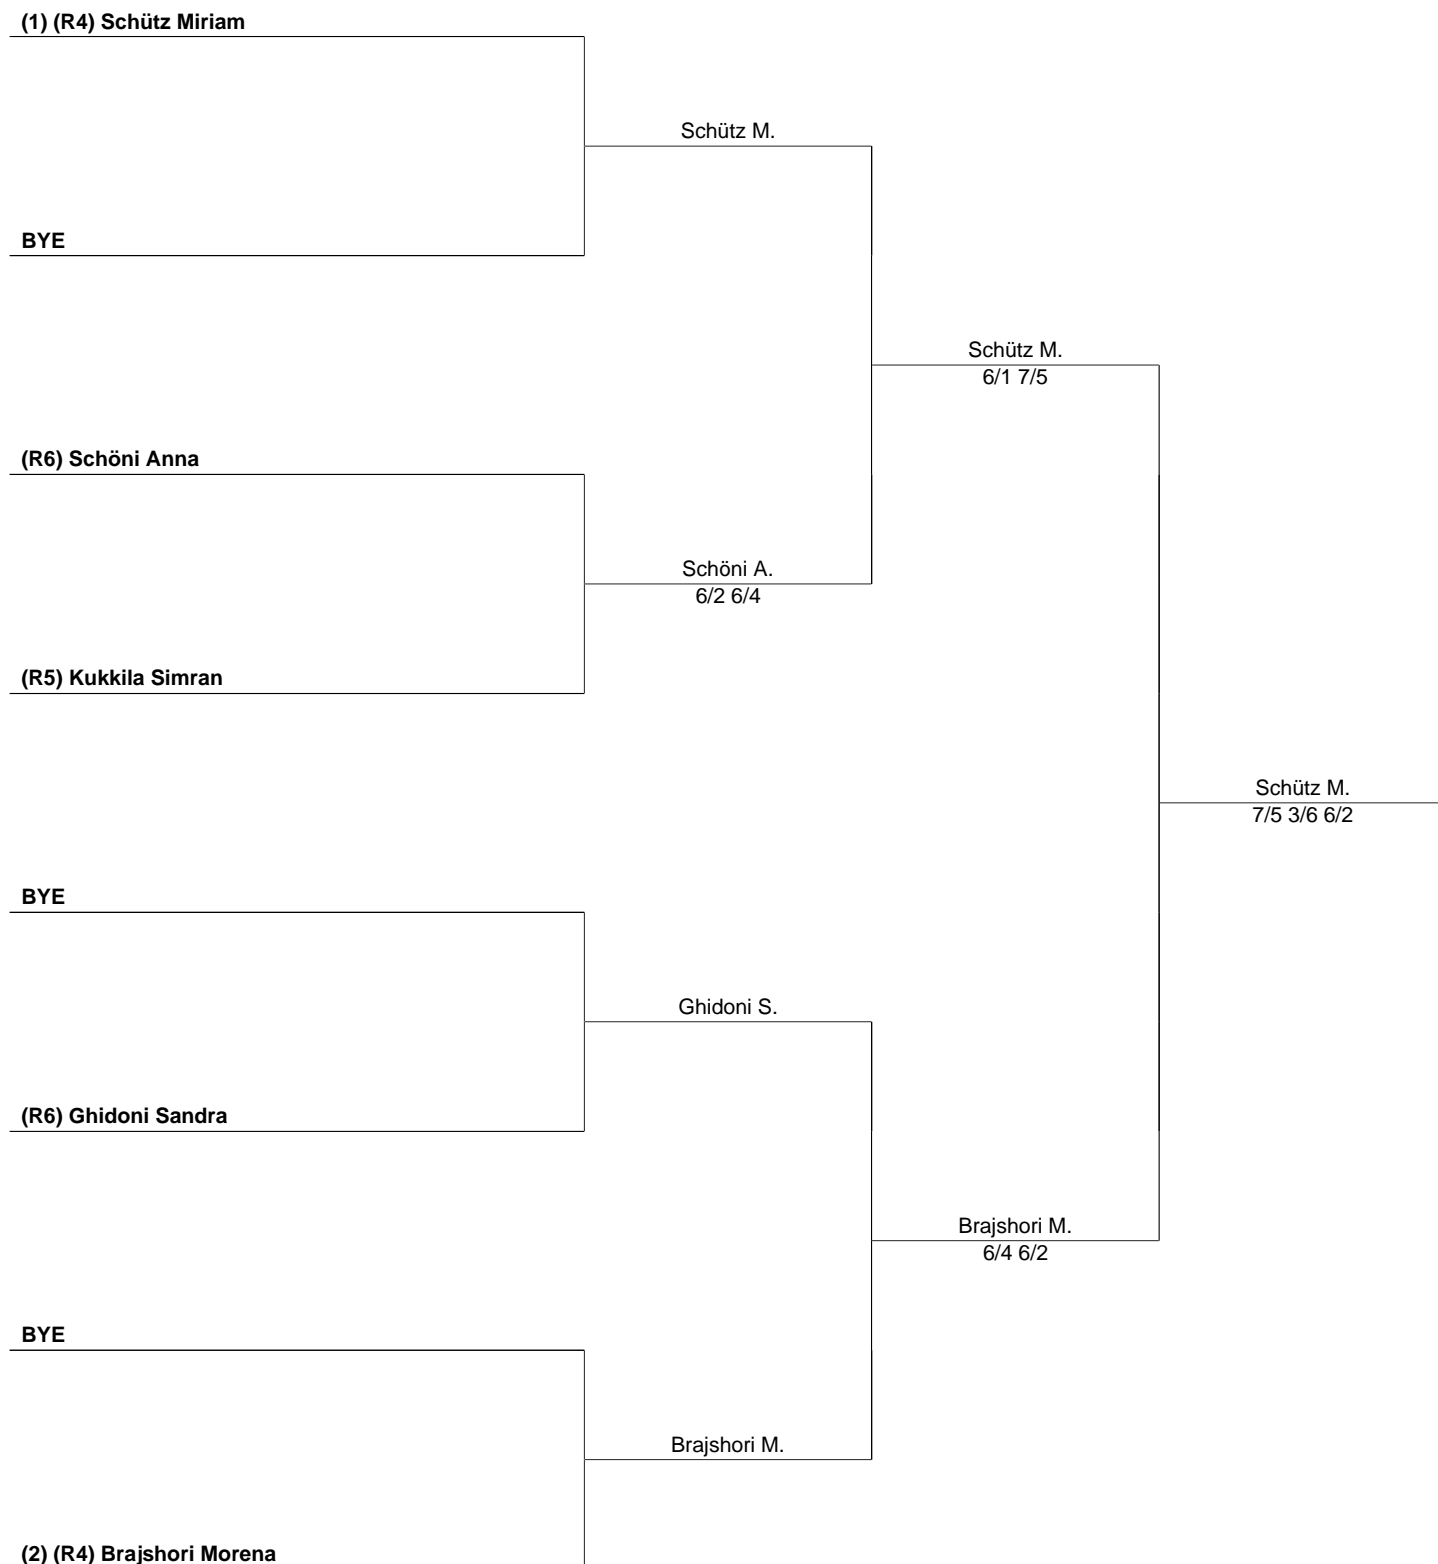 (1) (R4) Schütz Miriam
Schütz M.
BYE
Schütz M.
6/1 7/5
(R6) Schöni Anna
Schöni A.
6/2 6/4
(R5) Kukkila Simran
Schütz M.
7/5 3/6 6/2
BYE
Ghidoni S.
(R6) Ghidoni Sandra
Brajshori M.
6/4 6/2
BYE
Brajshori M.
(2) (R4) Brajshori Morena